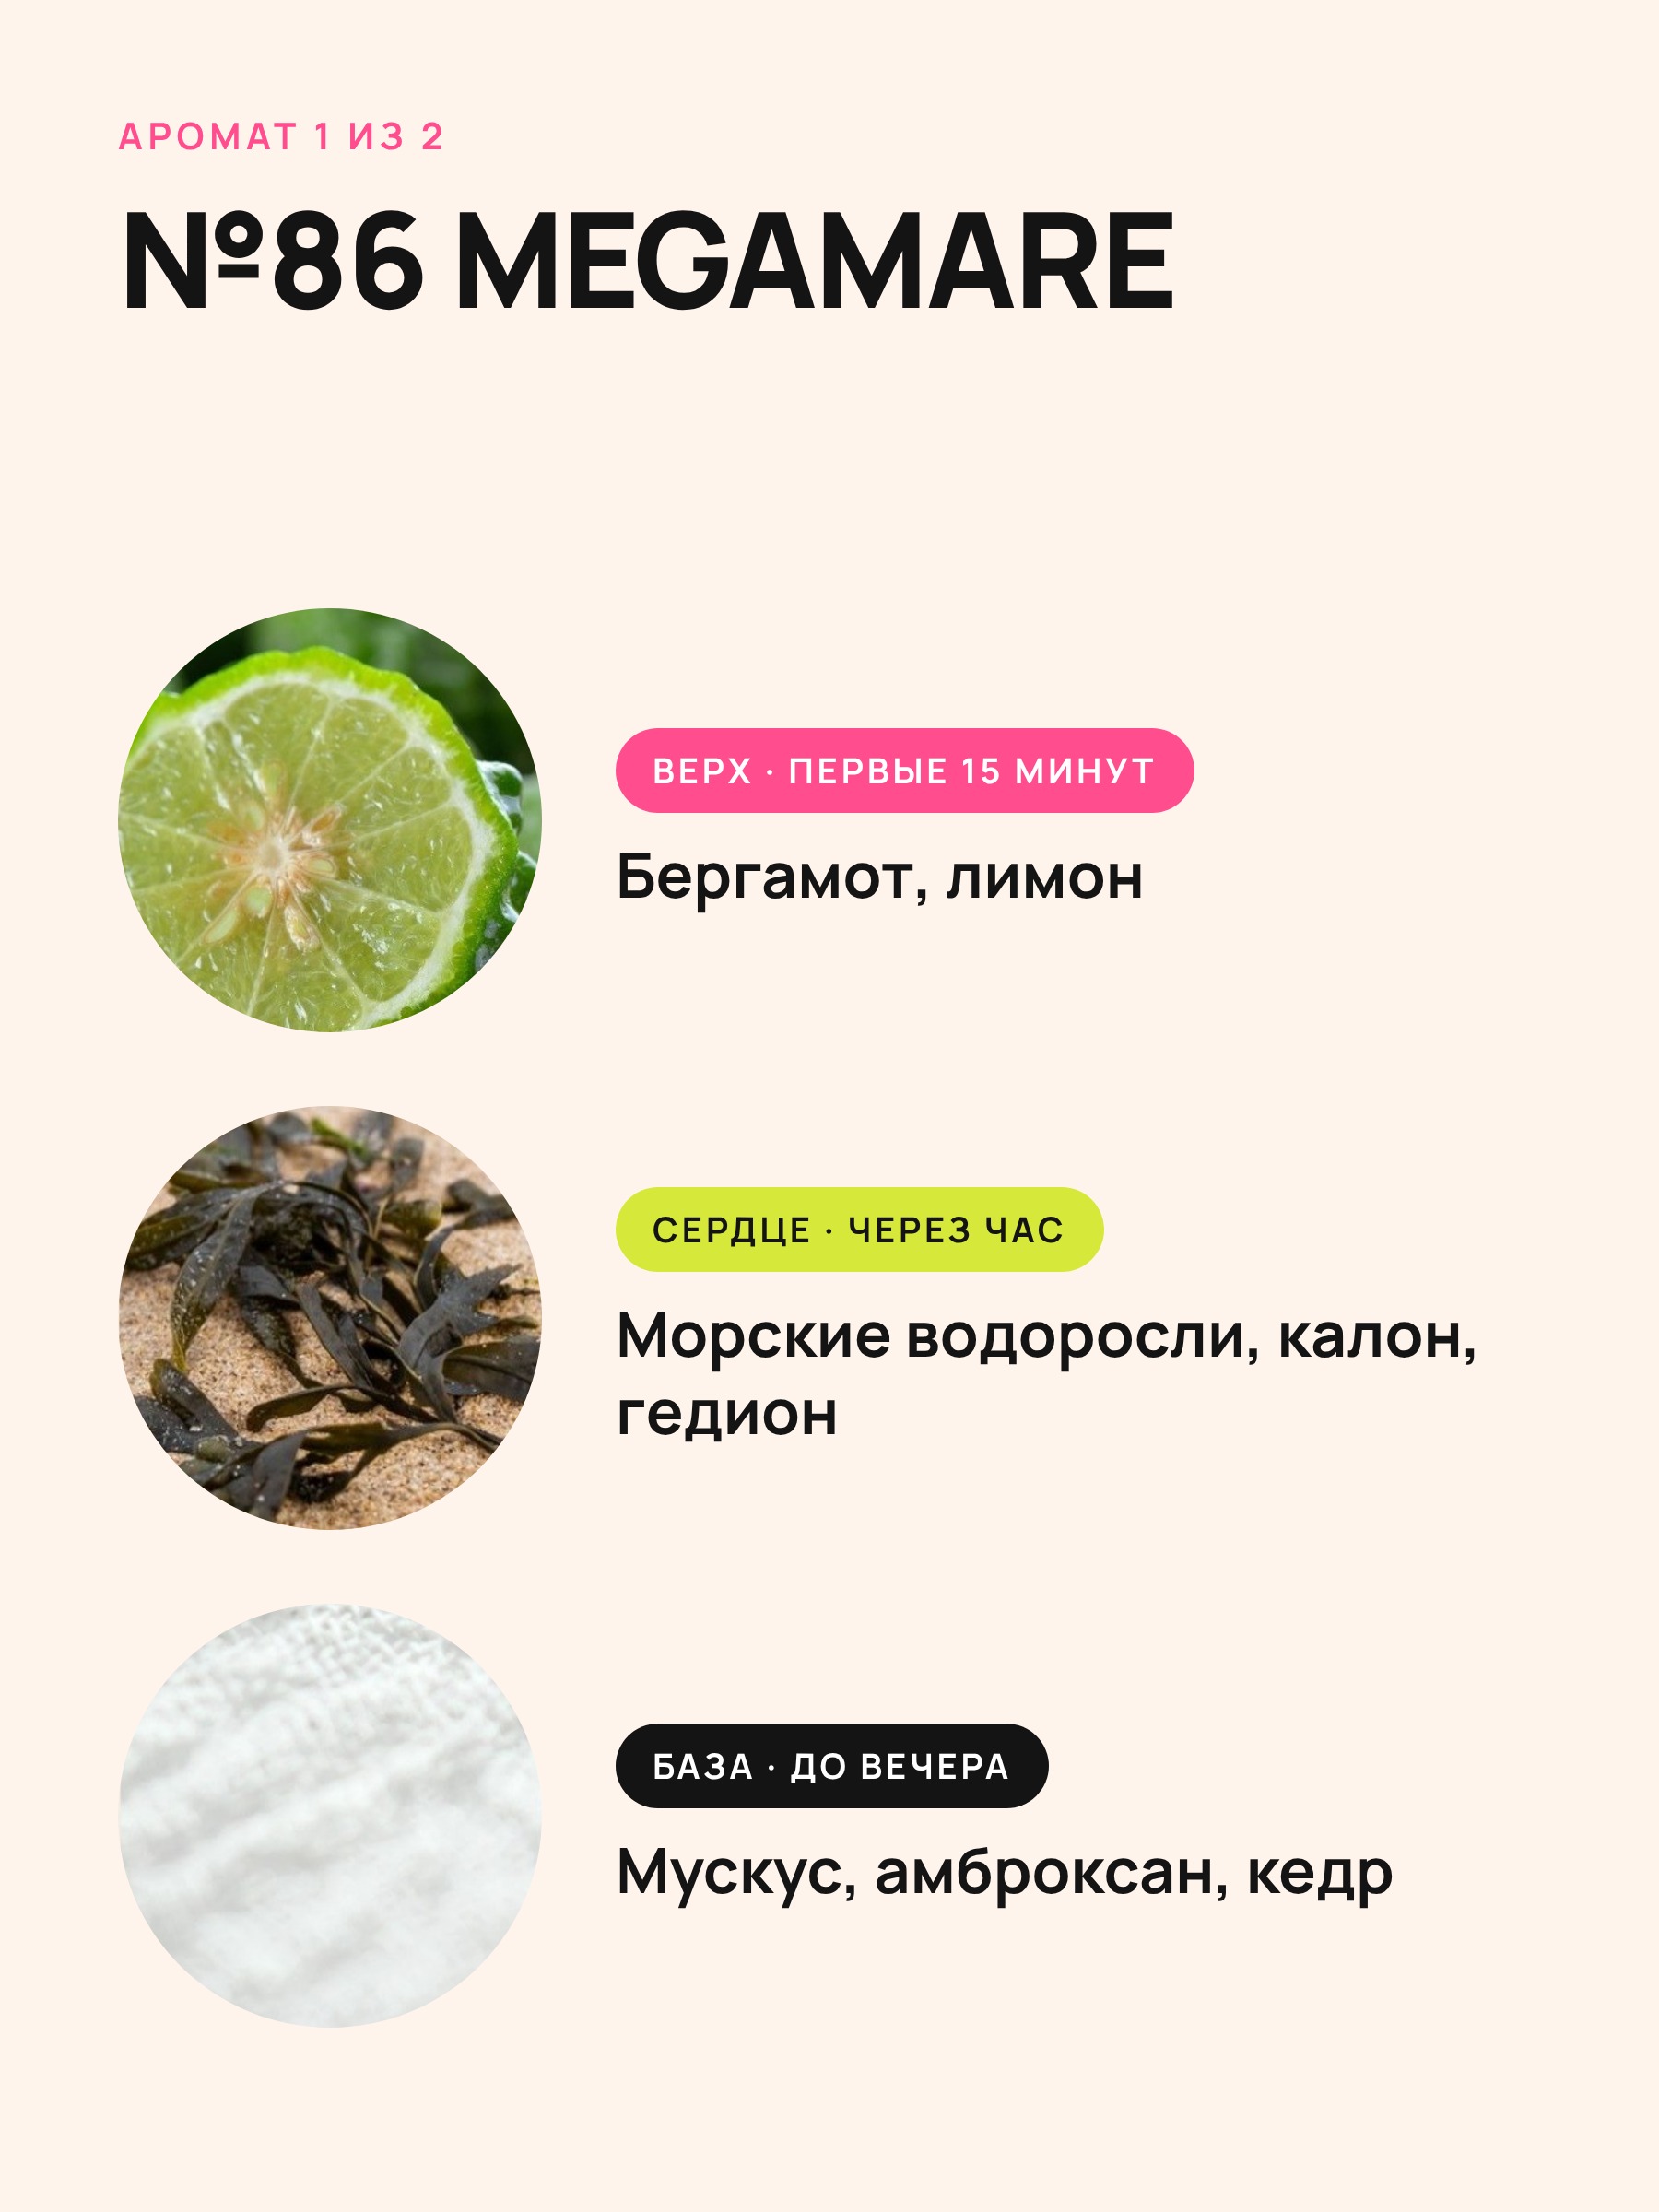 АРОМАТ 1 ИЗ 2
№86 MEGAMARE
ВЕРХ · ПЕРВЫЕ 15 МИНУТ
Бергамот, лимон
СЕРДЦЕ · ЧЕРЕЗ ЧАС
Морские водоросли, калон,
гедион
БАЗА · ДО ВЕЧЕРА
Мускус, амброксан, кедр